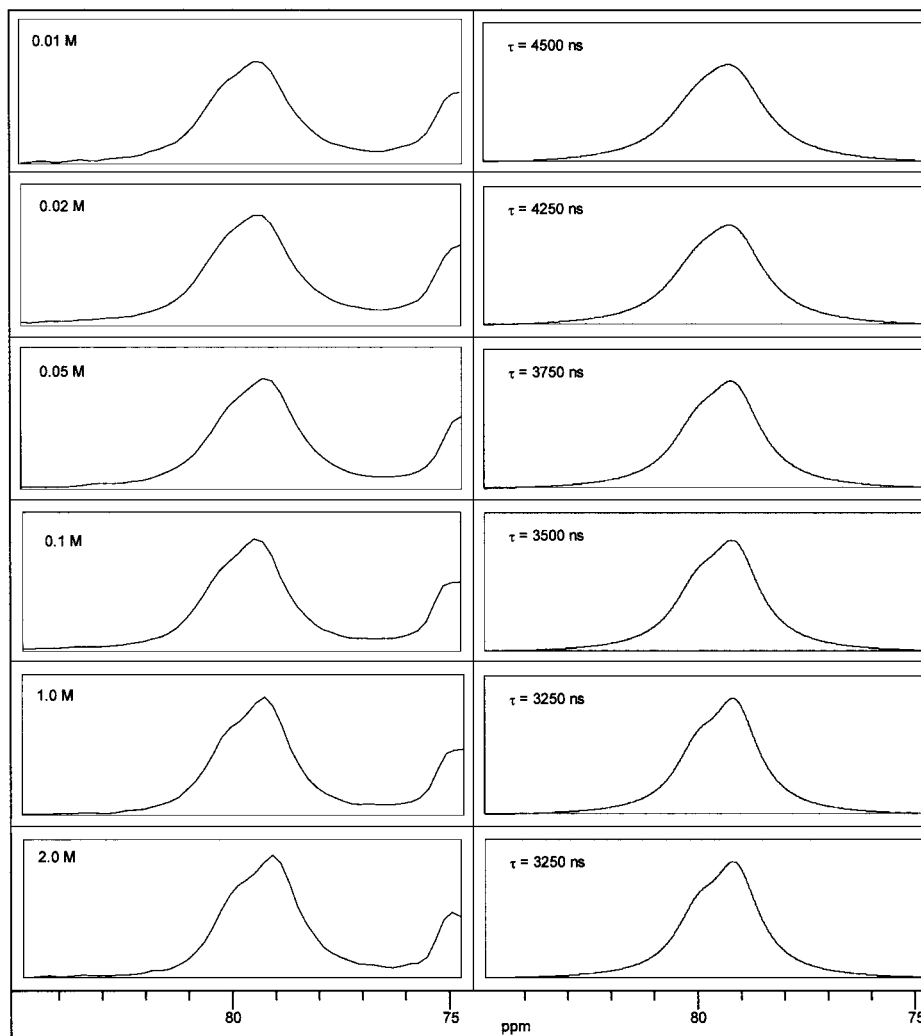 0.01 M
τ = 4500 ns
0.02 M
τ = 4250 ns
0.05 M
τ = 3750 ns
0.1 M
τ = 3500 ns
1.0 M
τ = 3250 ns
2.0 M
τ = 3250 ns
80 75 ppm 80 75